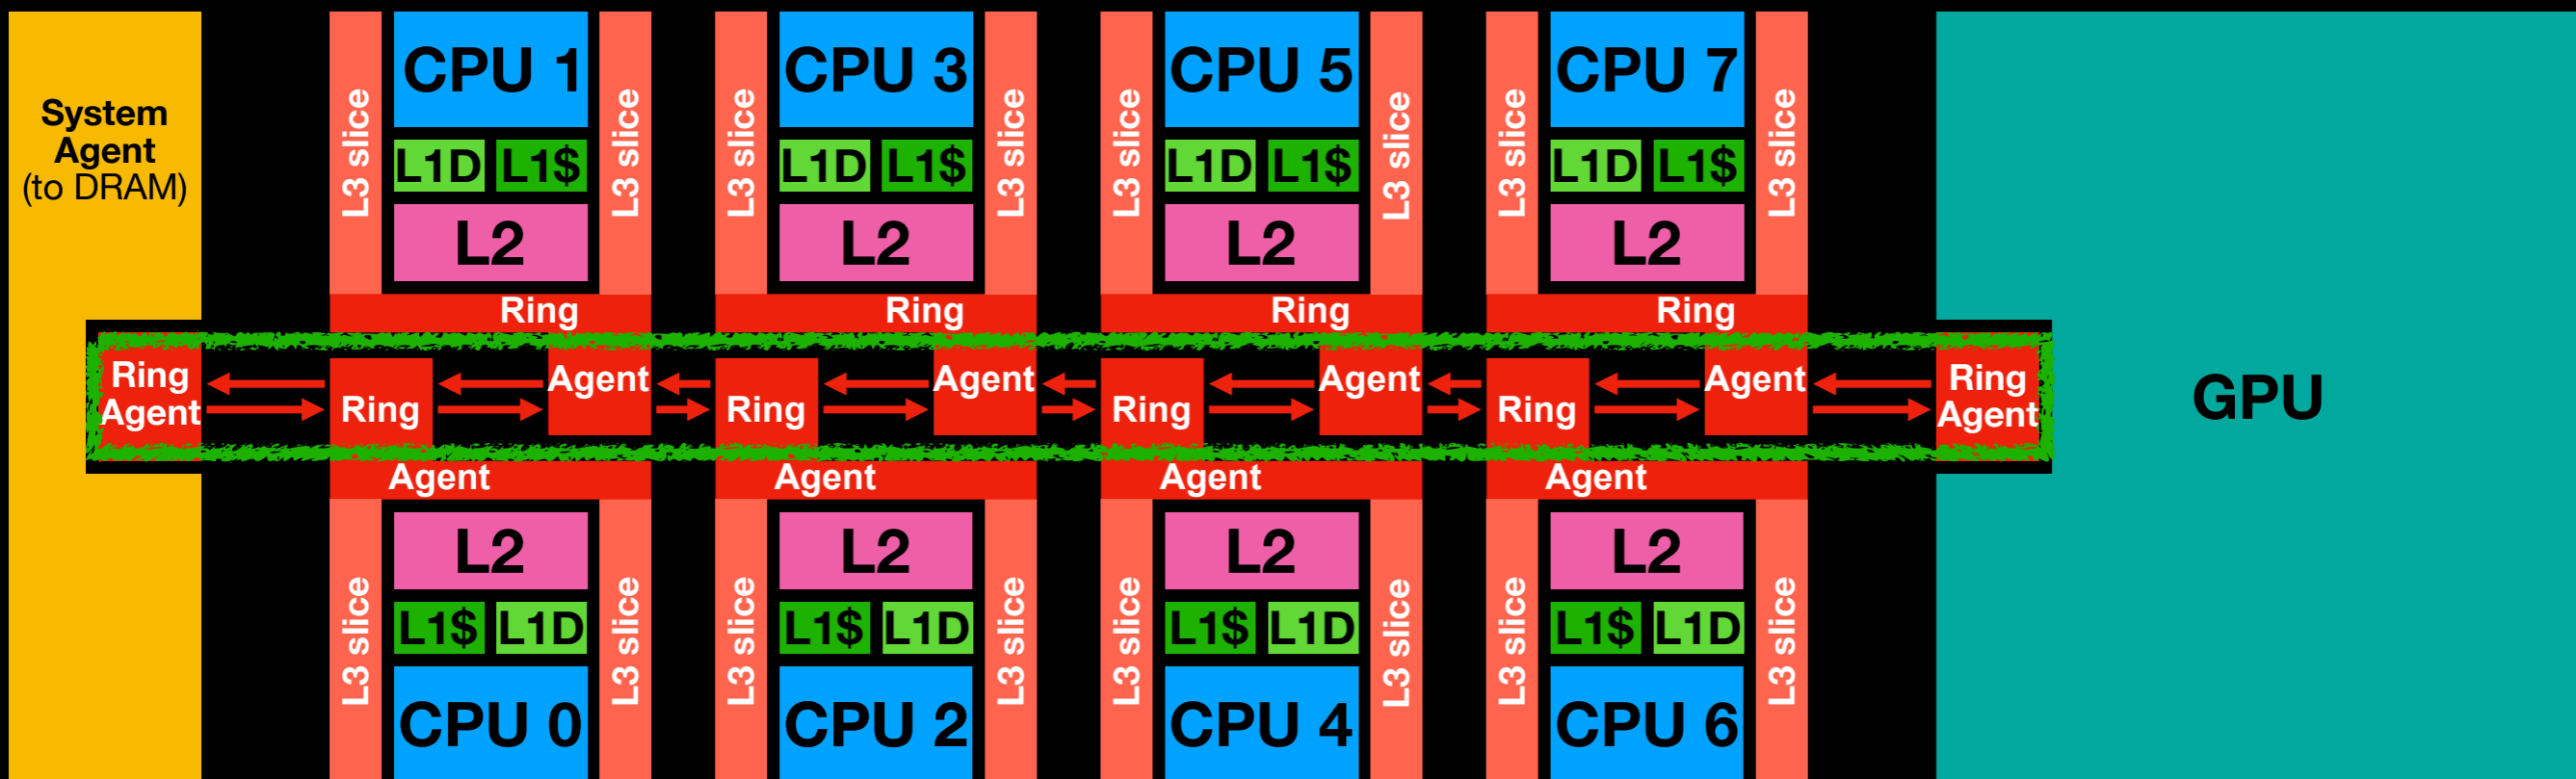 System
Agent
(to DRAM)
L3 slice
CPU 1
L1D
L1$
L2
L3 slice
L3 slice
CPU 3
L1D
L1$
L2
L3 slice
L3 slice
CPU 5
L1D
L1$
L2
L3 slice
L3 slice
CPU 7
L1D
L1$
L2
L3 slice
Ring
Ring
Ring
Ring
Ring
Agent
Ring
Agent
Ring
Agent
Ring
Agent
Ring
Agent
Ring
Agent
GPU
Agent
Agent
Agent
Agent
L3 slice
L2
L1$
L1D
CPU 0
L3 slice
L3 slice
L2
L1$
L1D
CPU 2
L3 slice
L3 slice
L2
L1$
L1D
CPU 4
L3 slice
L3 slice
L2
L1$
L1D
CPU 6
L3 slice